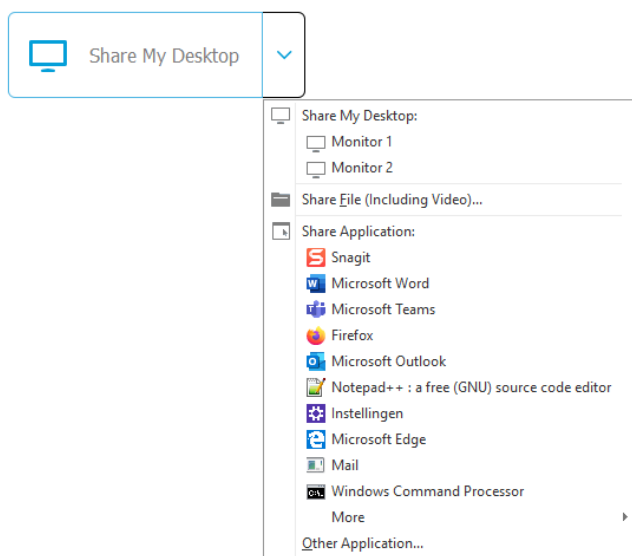 Share My Desktop
Share My Desktop:
Monitor 1
Monitor 2
Share File (Including Video)...
Share Application:
Snagit
Microsoft Word
Microsoft Teams
Firefox
Microsoft Outlook
Notepad++ : a free (GNU) source code editor
Instellingen
Microsoft Edge
Mail
Windows Command Processor
More
Other Application...